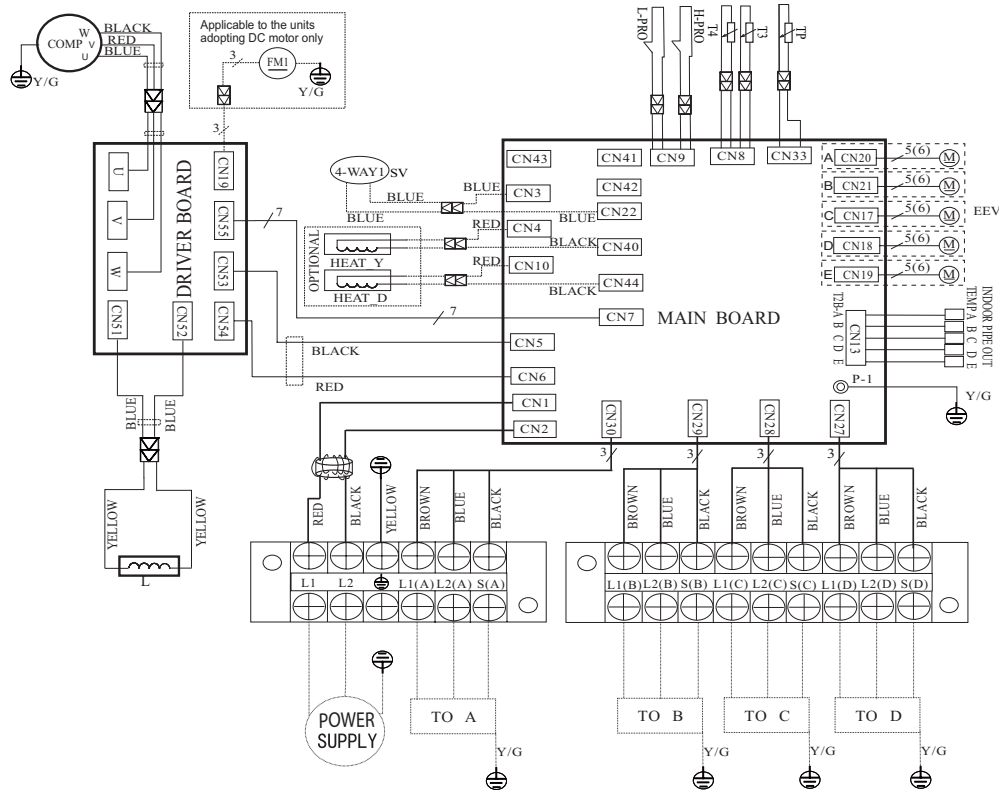 COMP
W
V
U
BLACK
RED
BLUE
Y/G
Applicable to the units
adopting DC motor only
3
FM1
Y/G
3
L-PRO
H-PRO
T4
T3
TP
DRIVER BOARD
U
V
W
CN51
CN52
CN19
CN55
CN53
CN54
7
4-WAY1
SV
BLUE
BLUE
BLUE
BLUE
OPTIONAL
HEAT_Y
HEAT_D
RED
BLACK
RED
BLACK
7
BLACK
RED
CN43
CN41
CN9
CN8
CN33
CN3
CN42
CN22
CN4
CN40
CN10
CN44
CN7
MAIN BOARD
CN5
CN6
CN1
CN2
A CN20 5(6) M
B CN21 5(6) M
C CN17 5(6) M
D CN18 5(6) M
E CN19 5(6) M
EEV
T2B-A
B
C
D
E
CN13
A
B
C
D
E
INDOOR PIPE OUT
TEMP
P-1
Y/G
CN30
CN29
CN28
CN27
3
3
3
3
BLUE
BLUE
YELLOW
YELLOW
L
RED
BLACK
YELLOW
BROWN
BLUE
BLACK
BROWN
BLUE
BLACK
BROWN
BLUE
BLACK
BROWN
BLUE
BLACK
L1
L2
L1(A)
L2(A)
S(A)
L1(B)
L2(B)
S(B)
L1(C)
L2(C)
S(C)
L1(D)
L2(D)
S(D)
POWER
SUPPLY
TO A
Y/G
TO B
Y/G
TO C
Y/G
TO D
Y/G